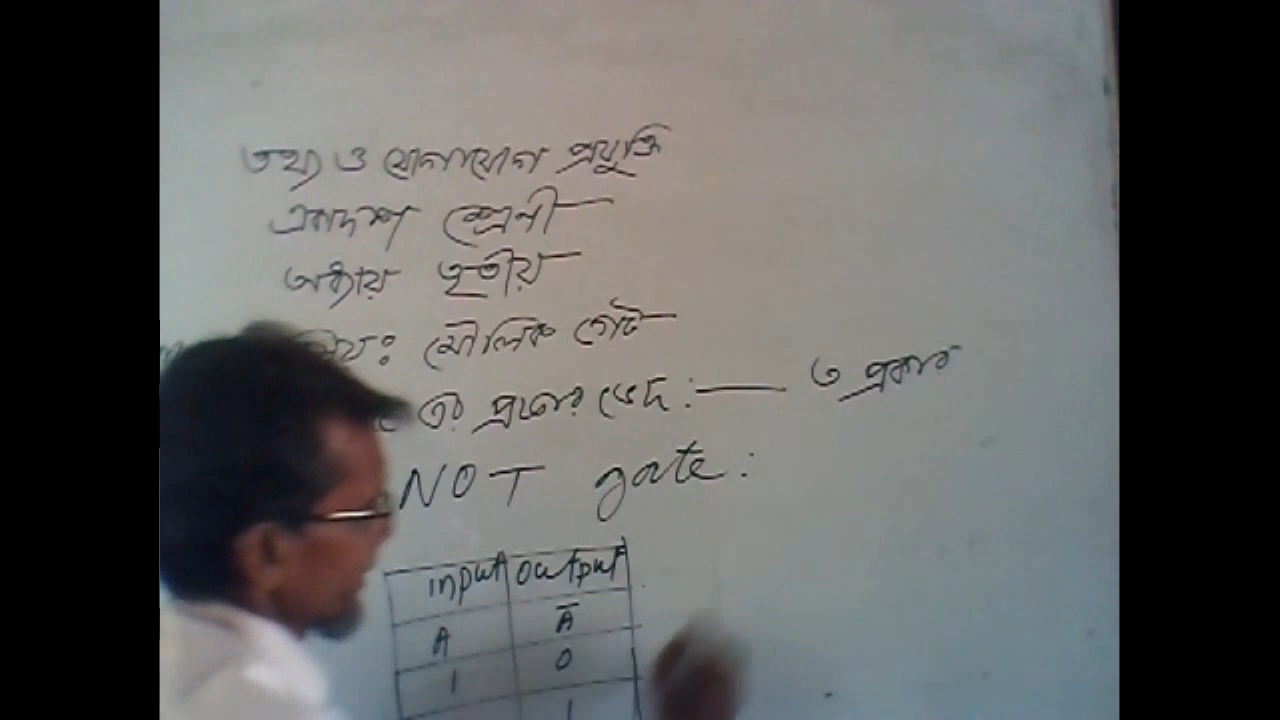 তথ্য ও যোগাযোগ প্রযুক্তি
একাদশ শ্রেণী
অধ্যায় তৃতীয়
মৌলিক গেট
প্রকার ভেদ :— ৩ প্রকার
NOT gate :
input output
A Ā
1 0
1